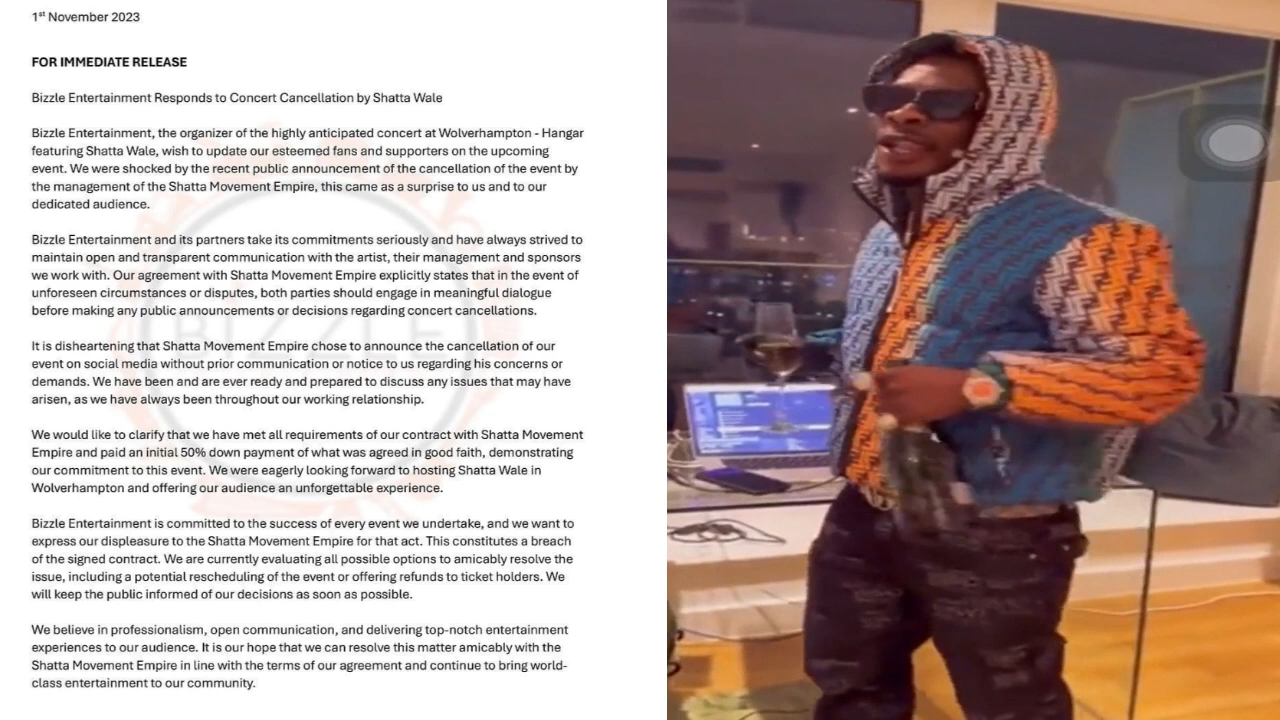 1st November 2023
FOR IMMEDIATE RELEASE
Bizzle Entertainment Responds to Concert Cancellation by Shatta Wale
Bizzle Entertainment, the organizer of the highly anticipated concert at Wolverhampton - Hangar
featuring Shatta Wale, wish to update our esteemed fans and supporters on the upcoming
event. We were shocked by the recent public announcement of the cancellation of the event by
the management of the Shatta Movement Empire, this came as a surprise to us and to our
dedicated audience.
Bizzle Entertainment and its partners take its commitments seriously and have always strived to
maintain open and transparent communication with the artist, their management and sponsors
we work with. Our agreement with Shatta Movement Empire explicitly states that in the event of
unforeseen circumstances or disputes, both parties should engage in meaningful dialogue
before making any public announcements or decisions regarding concert cancellations.
It is disheartening that Shatta Movement Empire chose to announce the cancellation of our
event on social media without prior communication or notice to us regarding his concerns or
demands. We have been and are ever ready and prepared to discuss any issues that may have
arisen, as we have always been throughout our working relationship.
We would like to clarify that we have met all requirements of our contract with Shatta Movement
Empire and paid an initial 50% down payment of what was agreed in good faith, demonstrating
our commitment to this event. We were eagerly looking forward to hosting Shatta Wale in
Wolverhampton and offering our audience an unforgettable experience.
Bizzle Entertainment is committed to the success of every event we undertake, and we want to
express our displeasure to the Shatta Movement Empire for that act. This constitutes a breach
of the signed contract. We are currently evaluating all possible options to amicably resolve the
issue, including a potential rescheduling of the event or offering refunds to ticket holders. We
will keep the public informed of our decisions as soon as possible.
We believe in professionalism, open communication, and delivering top-notch entertainment
experiences to our audience. It is our hope that we can resolve this matter amicably with the
Shatta Movement Empire in line with the terms of our agreement and continue to bring world-
class entertainment to our community.
BIZZLE